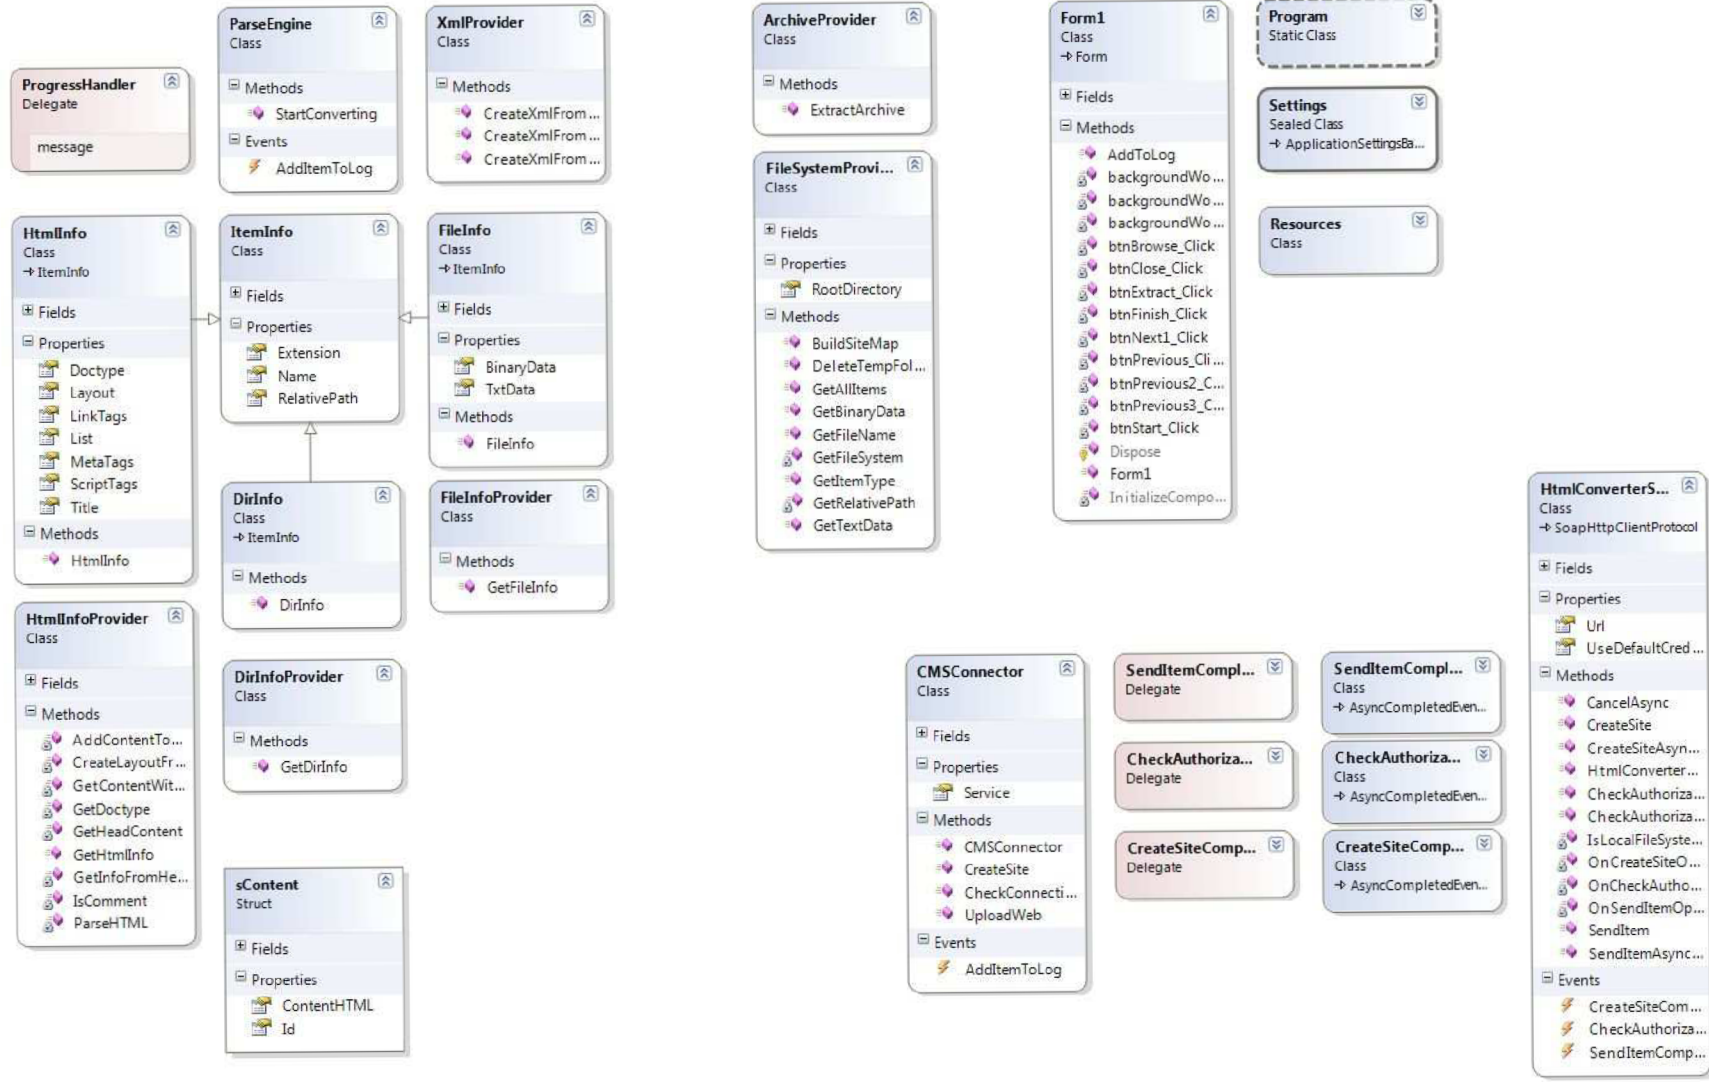 ProgressHandler
Delegate
message
ParseEngine
Class
Methods
StartConverting
Events
AddItemToLog
XmlProvider
Class
Methods
CreateXmlFrom...
CreateXmlFrom...
CreateXmlFrom...
HtmlInfo
Class
ItemInfo
Fields
Properties
Doctype
Layout
LinkTags
List
MetaTags
ScriptTags
Title
Methods
HtmlInfo
ItemInfo
Class
Fields
Properties
Extension
Name
RelativePath
FileInfo
Class
ItemInfo
Fields
Properties
BinaryData
TxtData
Methods
FileInfo
DirInfo
Class
ItemInfo
Methods
DirInfo
FileInfoProvider
Class
Methods
GetFileInfo
HtmlInfoProvider
Class
Fields
Methods
AddContentTo...
CreateLayoutFr...
GetContentWit...
GetDoctype
GetHeadContent
GetHtmlInfo
GetInfoFromHe...
IsComment
ParseHTML
DirInfoProvider
Class
Methods
GetDirInfo
sContent
Struct
Fields
Properties
ContentHTML
Id
ArchiveProvider
Class
Methods
ExtractArchive
FileSystemProvi...
Class
Fields
Properties
RootDirectory
Methods
BuildSiteMap
DeleteTempFol...
GetAllItems
GetBinaryData
GetFileName
GetFileSystem
GetItemType
GetRelativePath
GetTextData
Form1
Class
Form
Fields
Methods
AddToLog
backgroundWo...
backgroundWo...
backgroundWo...
btnBrowse_Click
btnClose_Click
btnExtract_Click
btnFinish_Click
btnNext1_Click
btnPrevious_Cli...
btnPrevious2_C...
btnPrevious3_C...
btnStart_Click
Dispose
Form1
InitializeCompo...
Program
Static Class
Settings
Sealed Class
ApplicationSettingsBa...
Resources
Class
CMSConnector
Class
Fields
Properties
Service
Methods
CMSConnector
CreateSite
CheckConnecti...
UploadWeb
Events
AddItemToLog
SendItemCompl...
Delegate
CheckAuthoriza...
Delegate
CreateSiteComp...
Delegate
SendItemCompl...
Class
AsyncCompletedEven...
CheckAuthoriza...
Class
AsyncCompletedEven...
CreateSiteComp...
Class
AsyncCompletedEven...
HtmlConverterS...
Class
SoapHttpClientProtocol
Fields
Properties
Url
UseDefaultCred...
Methods
CancelAsync
CreateSite
CreateSiteAsyn...
HtmlConverter...
CheckAuthoriza...
CheckAuthoriza...
IsLocalFileSyste...
OnCreateSiteO...
OnCheckAutho...
OnSendItemOp...
SendItem
SendItemAsync...
Events
CreateSiteCom...
CheckAuthoriza...
SendItemComp...